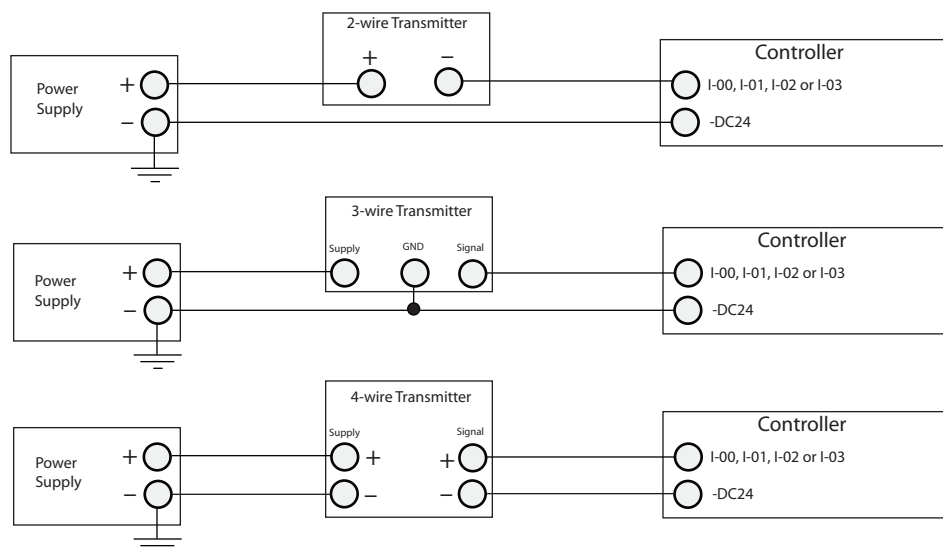 2-wire Transmitter
+ −
Power
Supply
+
−
Controller
I-00, I-01, I-02 or I-03
-DC24
3-wire Transmitter
Supply GND Signal
Power
Supply
+
−
Controller
I-00, I-01, I-02 or I-03
-DC24
4-wire Transmitter
Supply Signal
+ +
− −
Power
Supply
+
−
Controller
I-00, I-01, I-02 or I-03
-DC24